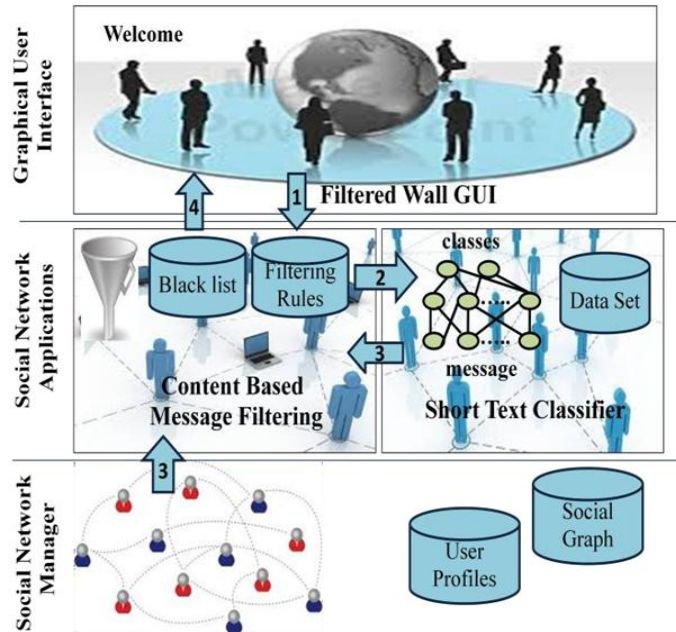 Graphical User
Interface
Welcome
4
1
Filtered Wall GUI
Social Network
Applications
Black list
Filtering
Rules
2
classes
Data Set
3
message
Content Based
Message Filtering
Short Text Classifier
Social Network
Manager
3
User
Profiles
Social
Graph